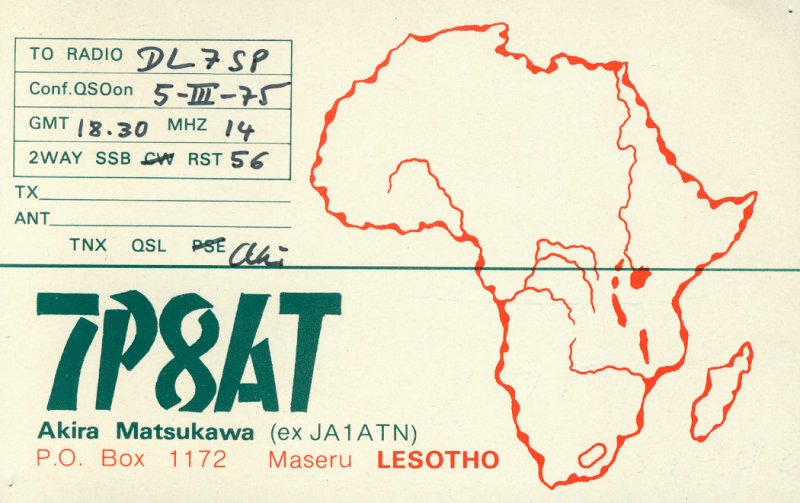 TO RADIO DL7SP
Conf.QSOon 5-III-75
GMT 18.30 MHZ 14
2WAY SSB CW RST 56
TX
ANT
TNX QSL PSE Aki
7P8AT
Akira Matsukawa (ex JA1ATN)
P.O. Box 1172 Maseru LESOTHO